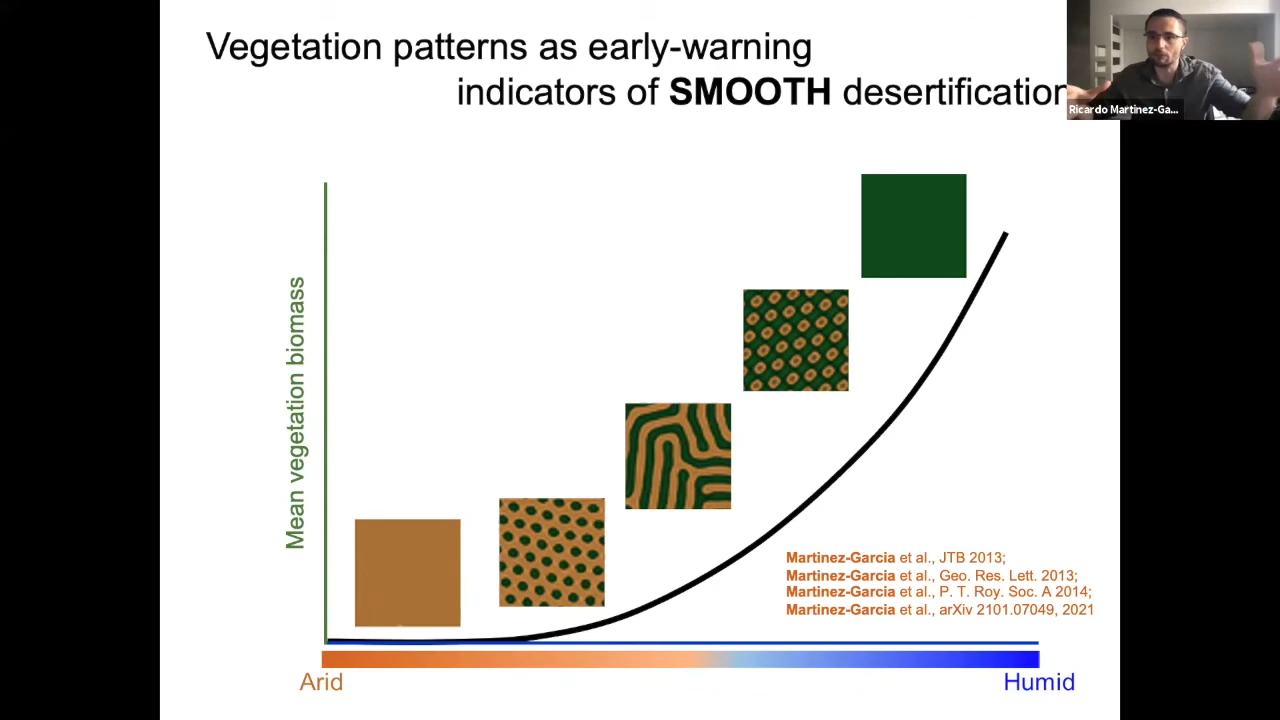 Vegetation patterns as early-warning
indicators of SMOOTH desertification
Ricardo Martinez-Ga...
Mean vegetation biomass
Martinez-Garcia et al., JTB 2013;
Martinez-Garcia et al., Geo. Res. Lett. 2013;
Martinez-Garcia et al., P. T. Roy. Soc. A 2014;
Martinez-Garcia et al., arXiv 2101.07049, 2021
Arid
Humid